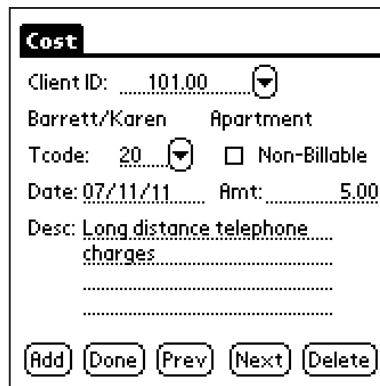 Cost
Client ID: 101.00
Barrett/Karen Apartment
Tcode: 20 Non-Billable
Date: 07/11/11 Amt: 5.00
Desc: Long distance telephone
charges
Add Done Prev Next Delete